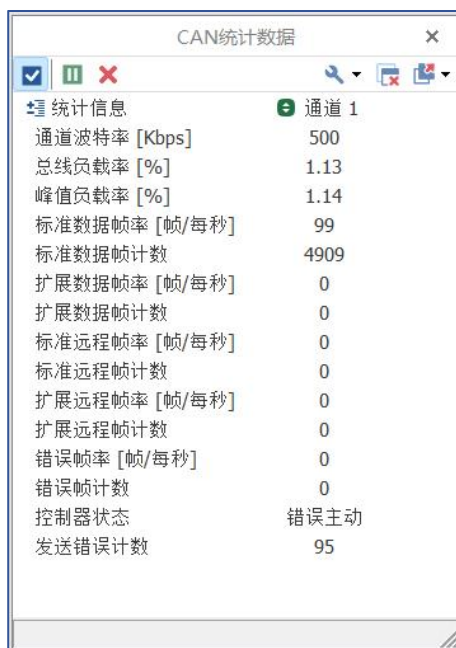 CAN统计数据
统计信息 通道 1
通道波特率 [Kbps] 500
总线负载率 [%] 1.13
峰值负载率 [%] 1.14
标准数据帧率 [帧/每秒] 99
标准数据帧计数 4909
扩展数据帧率 [帧/每秒] 0
扩展数据帧计数 0
标准远程帧率 [帧/每秒] 0
标准远程帧计数 0
扩展远程帧率 [帧/每秒] 0
扩展远程帧计数 0
错误帧率 [帧/每秒] 0
错误帧计数 0
控制器状态 错误主动
发送错误计数 95